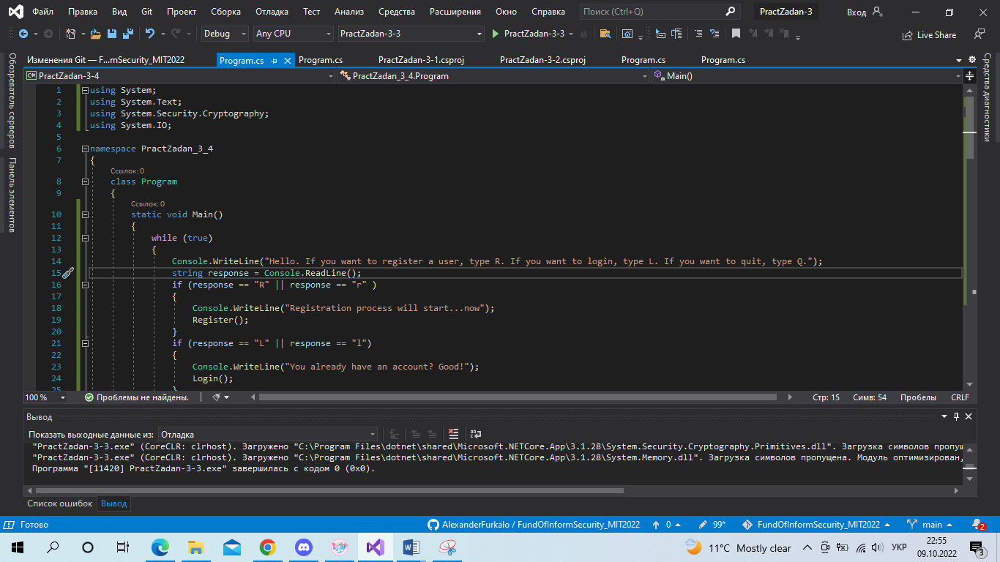 Файл Правка Вид Git Проект Сборка Отладка Тест Анализ Средства Расширения Окно Справка Поиск (Ctrl+Q) PractZadan-3 Вход
Debug Any CPU PractZadan-3-3 PractZadan-3-3 Live Share
Обозреватель серверов
Панель элементов
Средства диагностики
Изменения Git — F...mSecurity_MIT2022 Program.cs Program.cs PractZadan-3-1.csproj PractZadan-3-2.csproj Program.cs Program.cs
C# PractZadan-3-4 PractZadan_3_4.Program Main()
1 using System;
2 using System.Text;
3 using System.Security.Cryptography;
4 using System.IO;
5
6 namespace PractZadan_3_4
7 {
Ссылок: 0
8 class Program
9 {
Ссылок: 0
10 static void Main()
11 {
12 while (true)
13 {
14 Console.WriteLine("Hello. If you want to register a user, type R. If you want to login, type L. If you want to quit, type Q.");
15 string response = Console.ReadLine();
16 if (response == "R" || response == "r" )
17 {
18 Console.WriteLine("Registration process will start...now");
19 Register();
20 }
21 if (response == "L" || response == "l")
22 {
23 Console.WriteLine("You already have an account? Good!");
24 Login();
25 }
100 % Проблемы не найдены. Стр: 15 Симв: 54 Пробелы CRLF
Вывод
Показать выходные данные из: Отладка
"PractZadan-3-3.exe" (CoreCLR: clrhost). Загружено "C:\Program Files\dotnet\shared\Microsoft.NETCore.App\3.1.28\System.Security.Cryptography.Primitives.dll". Загрузка символов пропущ
"PractZadan-3-3.exe" (CoreCLR: clrhost). Загружено "C:\Program Files\dotnet\shared\Microsoft.NETCore.App\3.1.28\System.Memory.dll". Загрузка символов пропущена. Модуль оптимизирован,
Программа "[11420] PractZadan-3-3.exe" завершилась с кодом 0 (0x0).
Список ошибок Вывод
Готово AlexanderFurkalo / FundOfInformSecurity_MIT2022 0 99* FundOfInformSecurity_MIT2022 main 2
11°C Mostly clear УКР 22:55
09.10.2022 3